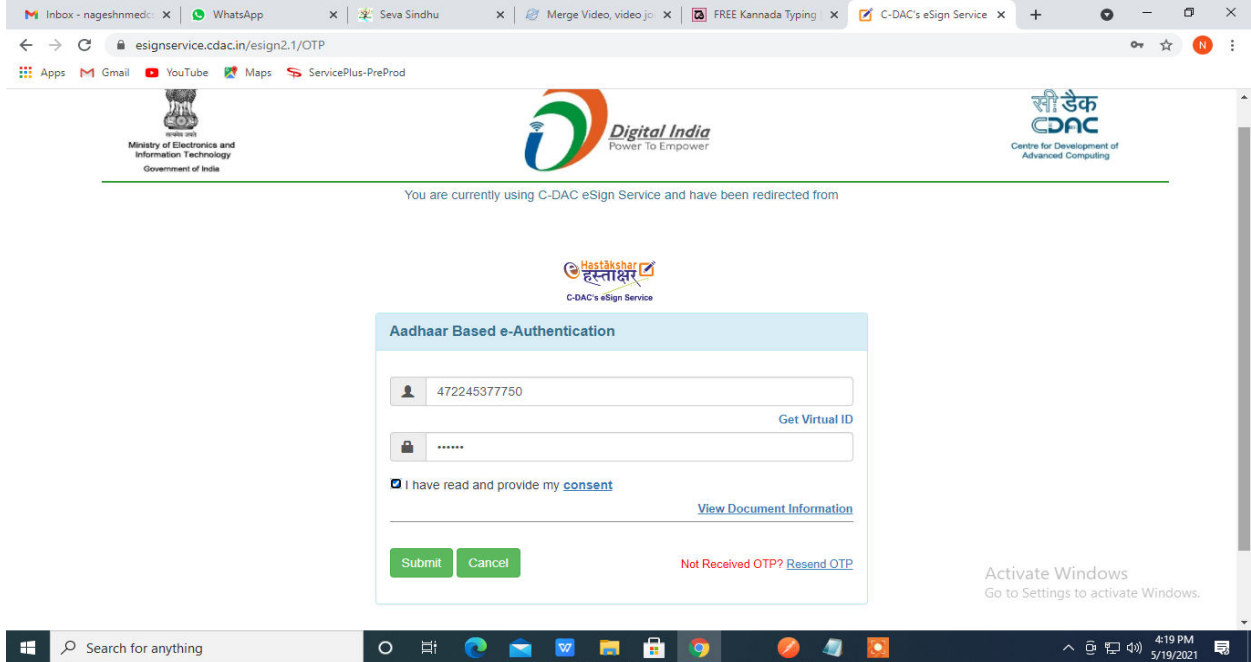 Inbox - nageshnmedc
WhatsApp
Seva Sindhu
Merge Video, video jo
FREE Kannada Typing
C-DAC's eSign Service
esignservice.cdac.in/esign2.1/OTP
N
Apps
Gmail
YouTube
Maps
ServicePlus-PreProd
Ministry of Electronics and
Information Technology
Government of India
Digital India
Power To Empower
सी डैक
CDAC
Centre for Development of
Advanced Computing
You are currently using C-DAC eSign Service and have been redirected from
e Hastākshar
हस्ताक्षर
C-DAC's eSign Service
Aadhaar Based e-Authentication
472245377750
Get Virtual ID
••••••
I have read and provide my consent
View Document Information
Submit
Cancel
Not Received OTP? Resend OTP
Activate Windows
Go to Settings to activate Windows.
Search for anything
4:19 PM
5/19/2021